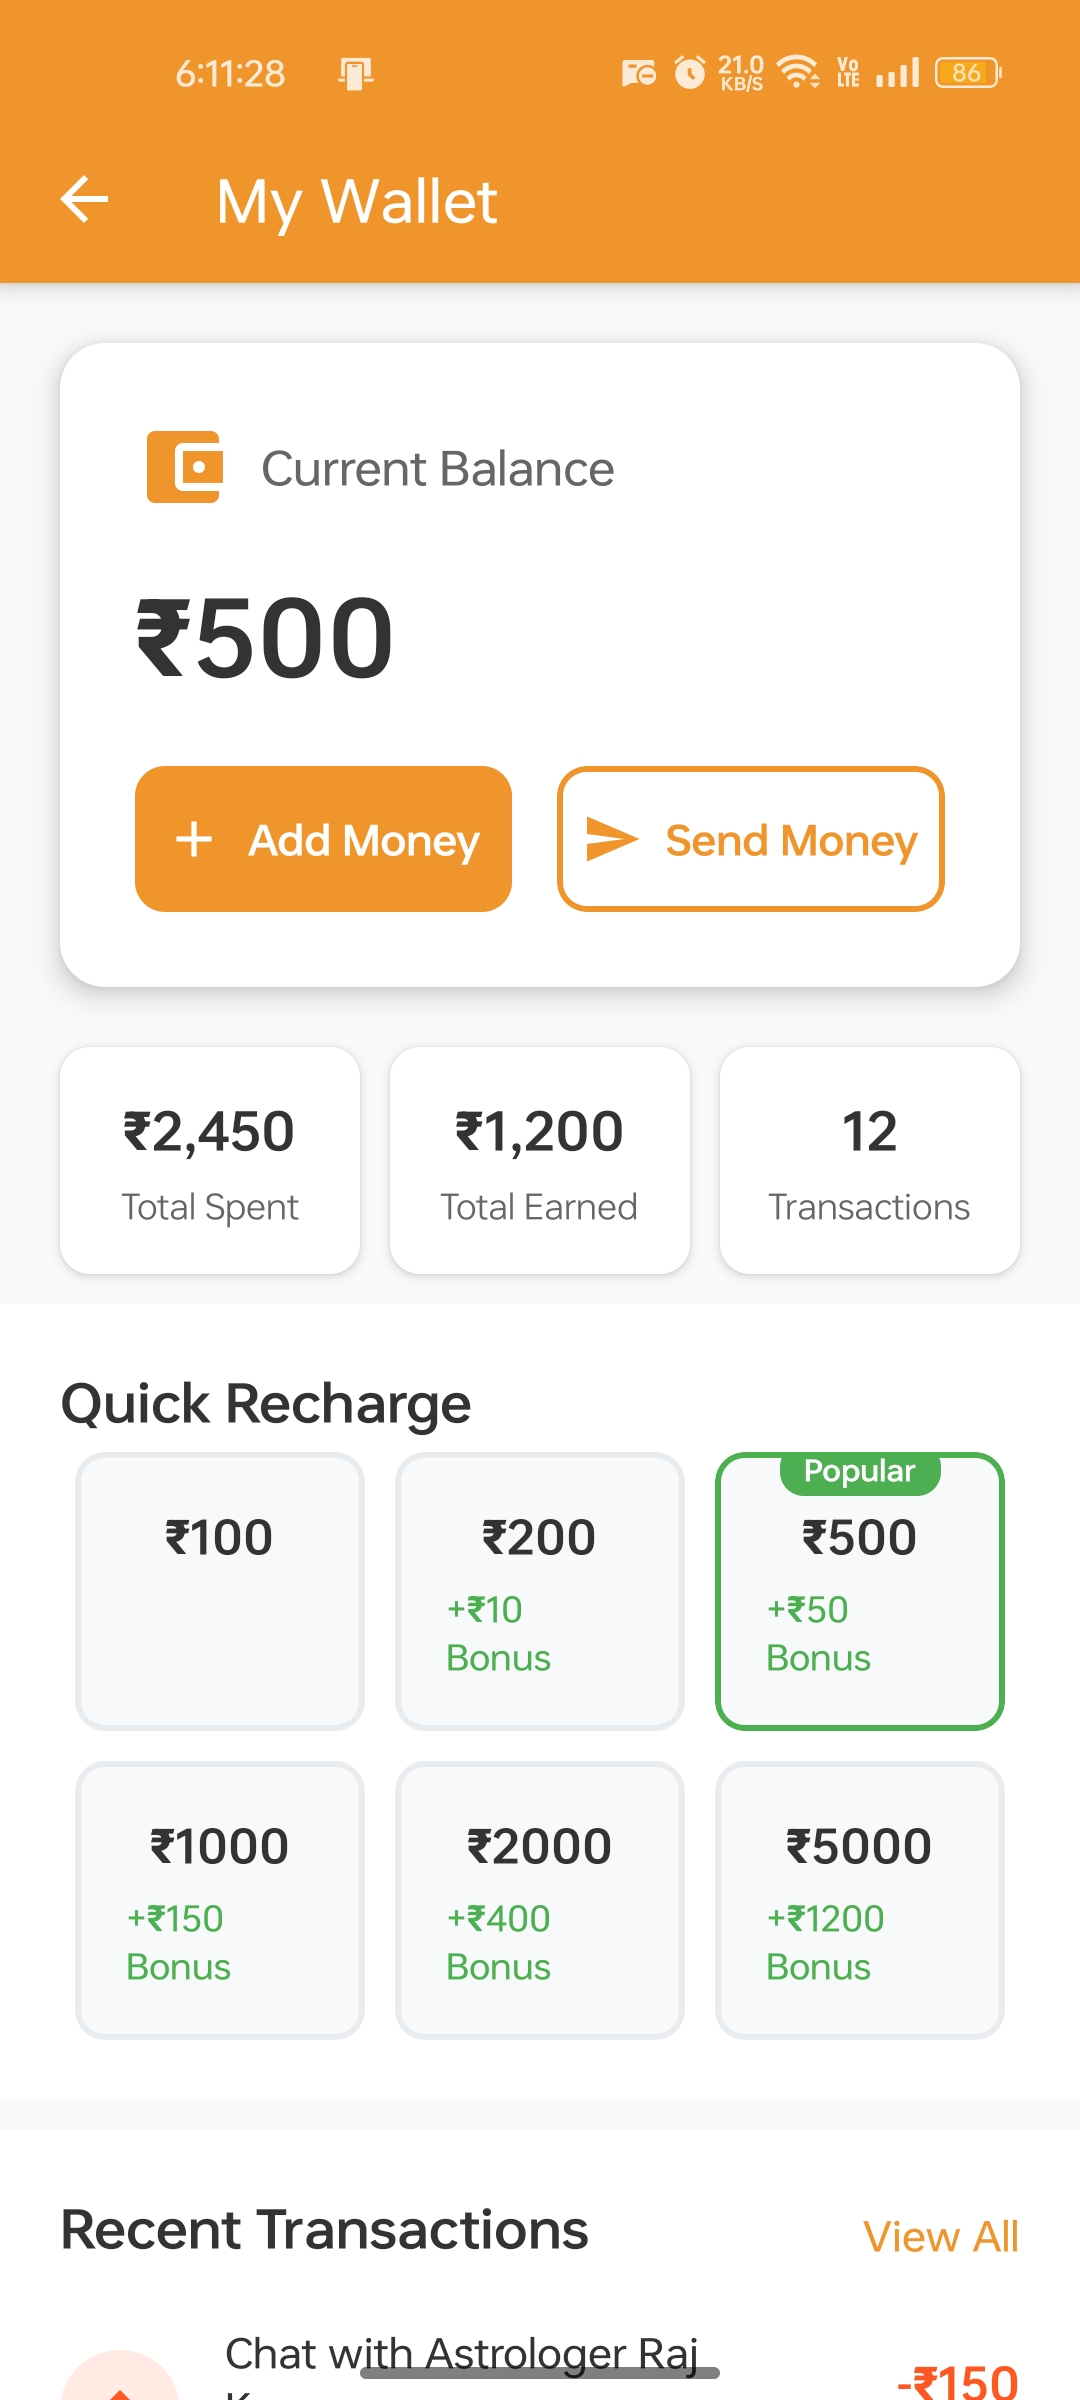 6:11:28
21.0
KB/S
Vo
LTE
86
My Wallet
Current Balance
₹500
Add Money
Send Money
₹2,450
Total Spent
₹1,200
Total Earned
12
Transactions
Quick Recharge
₹100
₹200
+₹10
Bonus
Popular
₹500
+₹50
Bonus
₹1000
+₹150
Bonus
₹2000
+₹400
Bonus
₹5000
+₹1200
Bonus
Recent Transactions
View All
Chat with Astrologer Raj
-₹150